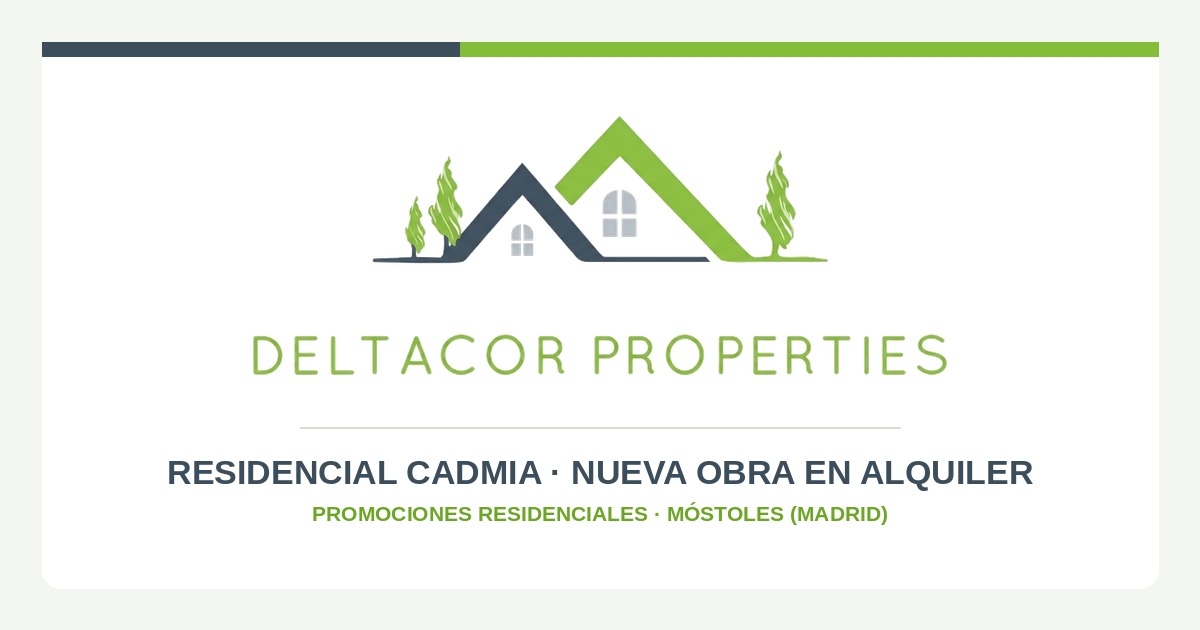 DELTACOR PROPERTIES
RESIDENCIAL CADMIA · NUEVA OBRA EN ALQUILER
PROMOCIONES RESIDENCIALES · MÓSTOLES (MADRID)